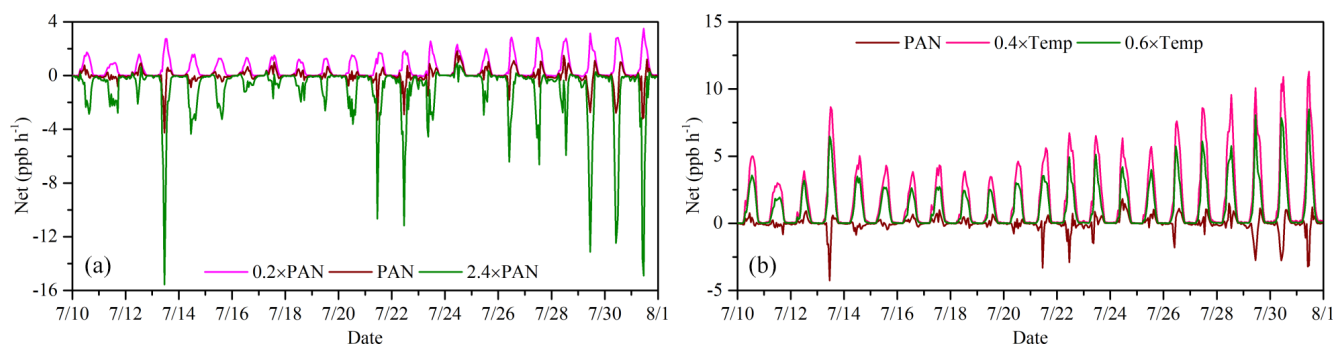 4
0
-4
-8
-12
-16
Net (ppb h⁻¹)
(a)
0.2×PAN PAN 2.4×PAN
7/10 7/12 7/14 7/16 7/18 7/20 7/22 7/24 7/26 7/28 7/30 8/1
Date
15
10
5
0
-5
Net (ppb h⁻¹)
PAN 0.4×Temp 0.6×Temp
(b)
7/10 7/12 7/14 7/16 7/18 7/20 7/22 7/24 7/26 7/28 7/30 8/1
Date